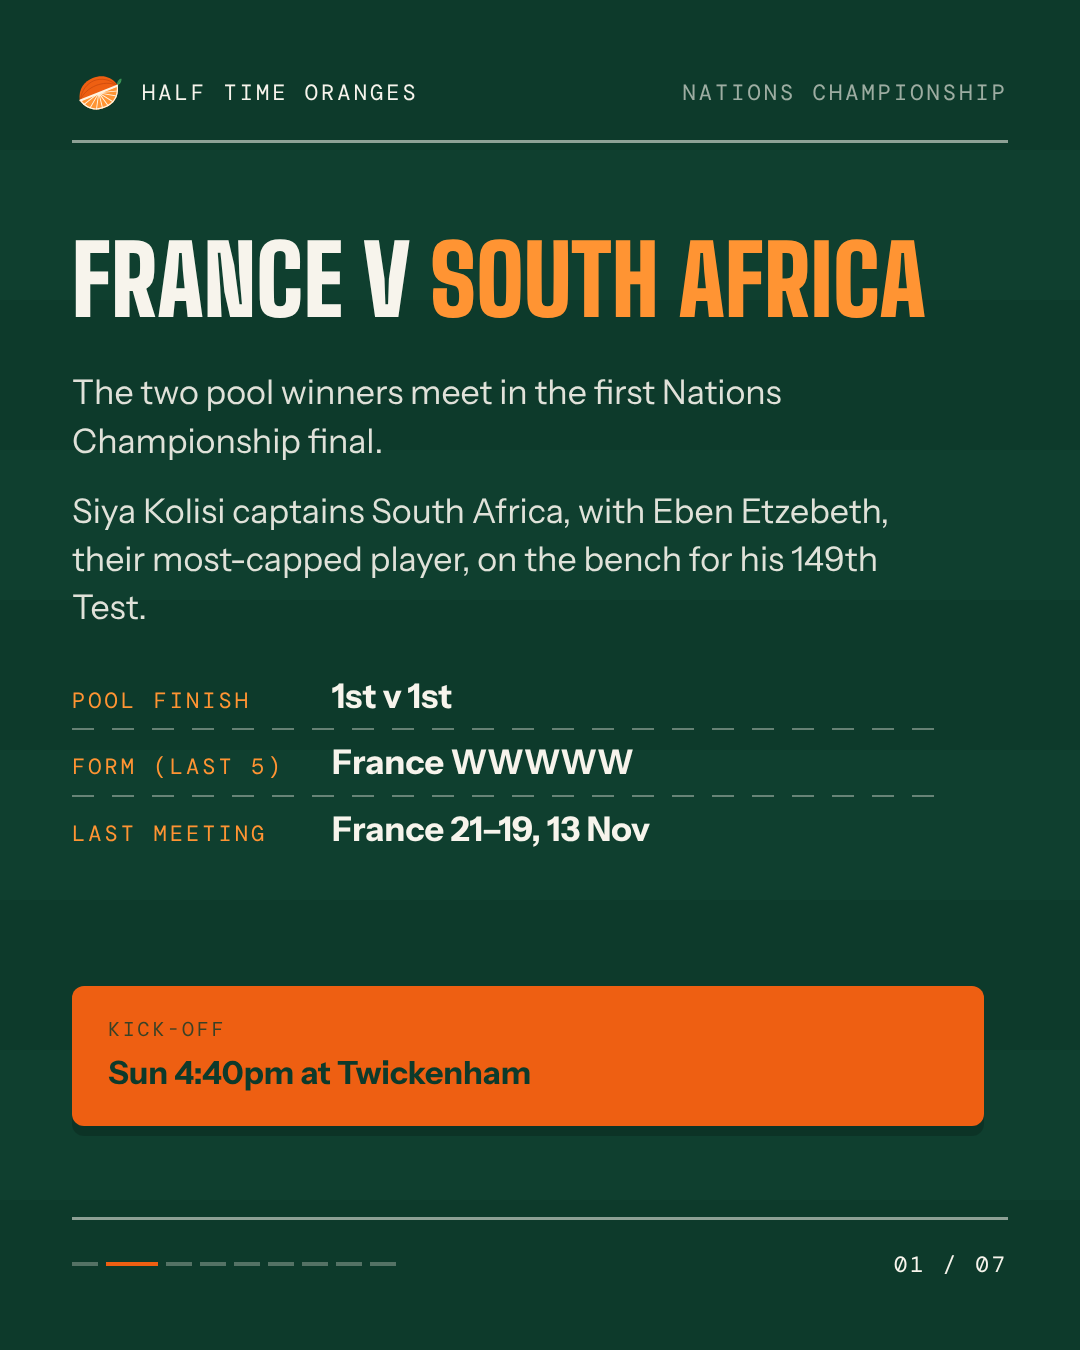 HALF TIME ORANGES
NATIONS CHAMPIONSHIP
FRANCE V SOUTH AFRICA
The two pool winners meet in the first Nations
Championship final.
Siya Kolisi captains South Africa, with Eben Etzebeth,
their most-capped player, on the bench for his 149th
Test.
POOL FINISH 1st v 1st
FORM (LAST 5) France WWWWW
LAST MEETING France 21–19, 13 Nov
KICK-OFF
Sun 4:40pm at Twickenham
01 / 07